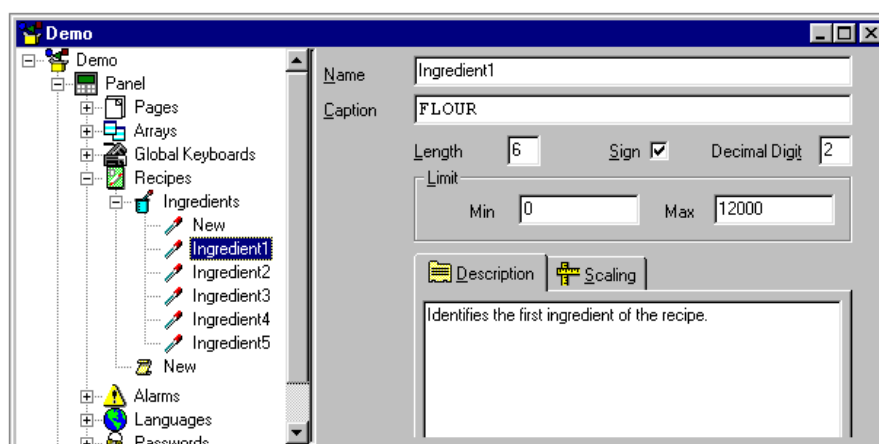 Demo
Demo
Panel
Pages
Arrays
Global Keyboards
Recipes
Ingredients
New
Ingredient1
Ingredient2
Ingredient3
Ingredient4
Ingredient5
New
Alarms
Languages
Passwords
Name Ingredient1
Caption FLOUR
Length 6 Sign Decimal Digit 2
Limit
Min 0 Max 12000
Description Scaling
Identifies the first ingredient of the recipe.